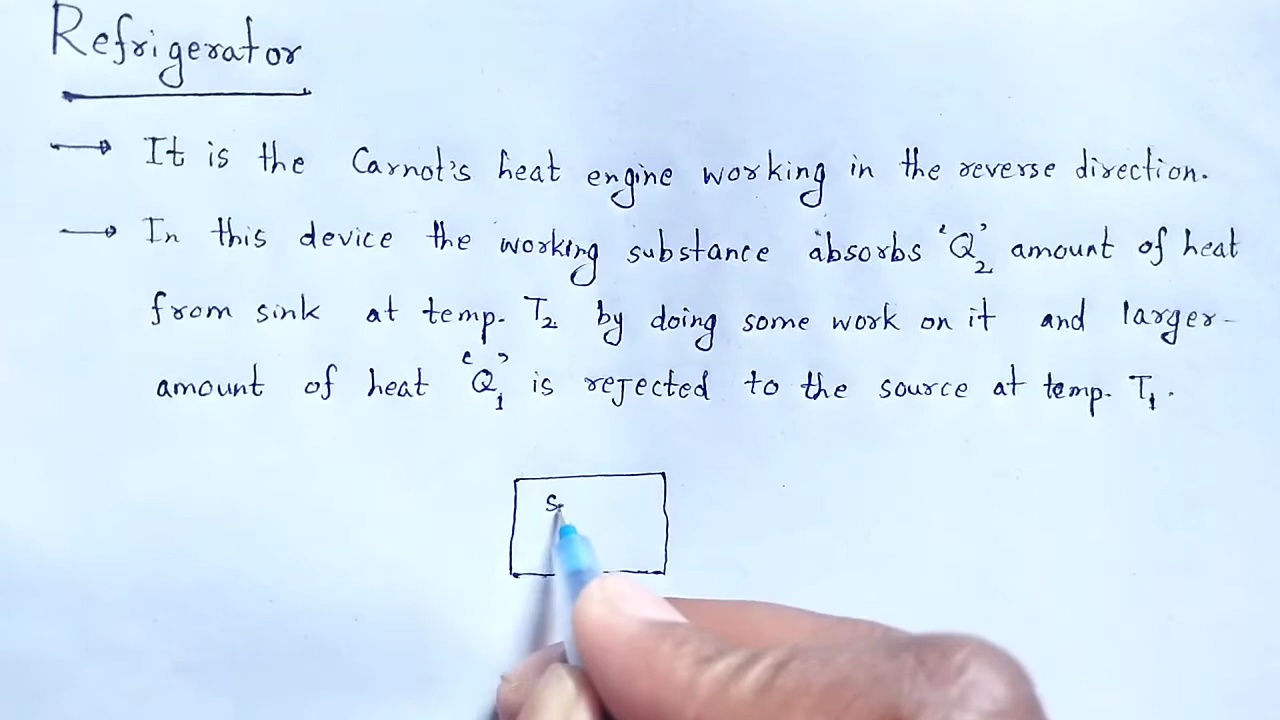 Refrigerator
→ It is the Carnot's heat engine working in the reverse direction.
→ In this device the working substance absorbs 'Q₂' amount of heat
from sink at temp. T₂ by doing some work on it and larger-
amount of heat 'Q₁' is rejected to the source at temp. T₁.
S